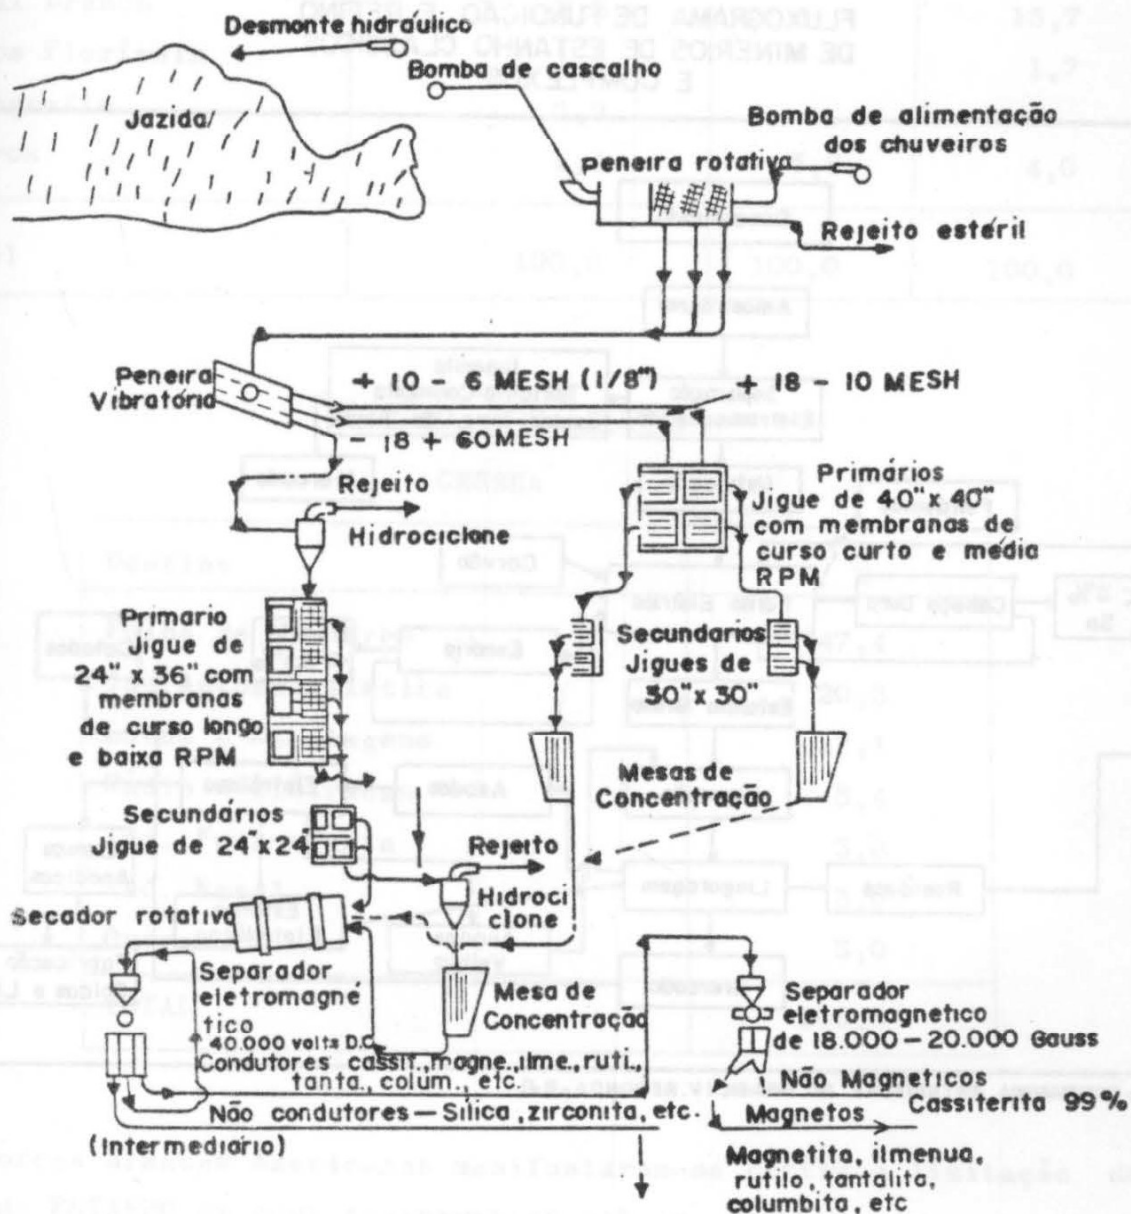 Desmonte hidráulico
Bomba de cascalho
Jazida
Bomba de alimentação
dos chuveiros
peneira rotativa
Rejeito estéril
Peneira
Vibratória
+ 10 - 6 MESH (1/8")
+ 18 - 10 MESH
- 18 + 60 MESH
Rejeito
Hidrociclone
Primários
Jigue de 40" x 40"
com membranas de
curso curto e média
RPM
Primario
Jigue de
24" x 36 com
membranas
de curso longo
e baixa RPM
Secundarios
Jigues de
30" x 30"
Mesas de
Concentração
Secundários
Jigue de 24" x 24"
Rejeito
Hidroci
clone
Secador rotativo
Separador
eletromagné
tico
40.000 volts D.C
Mesa de
Concentração
Separador
eletromagnetico
de 18.000 - 20.000 Gauss
Condutores cassit., magne., ilme., ruti.,
tanta., colum., etc.
Não Magneticos
Cassiterita 99%
Não condutores - Sílica, zirconita, etc.
Magnetos
(Intermediário)
Magnetita, ilmenua,
rutilo, tantalita,
columbita, etc